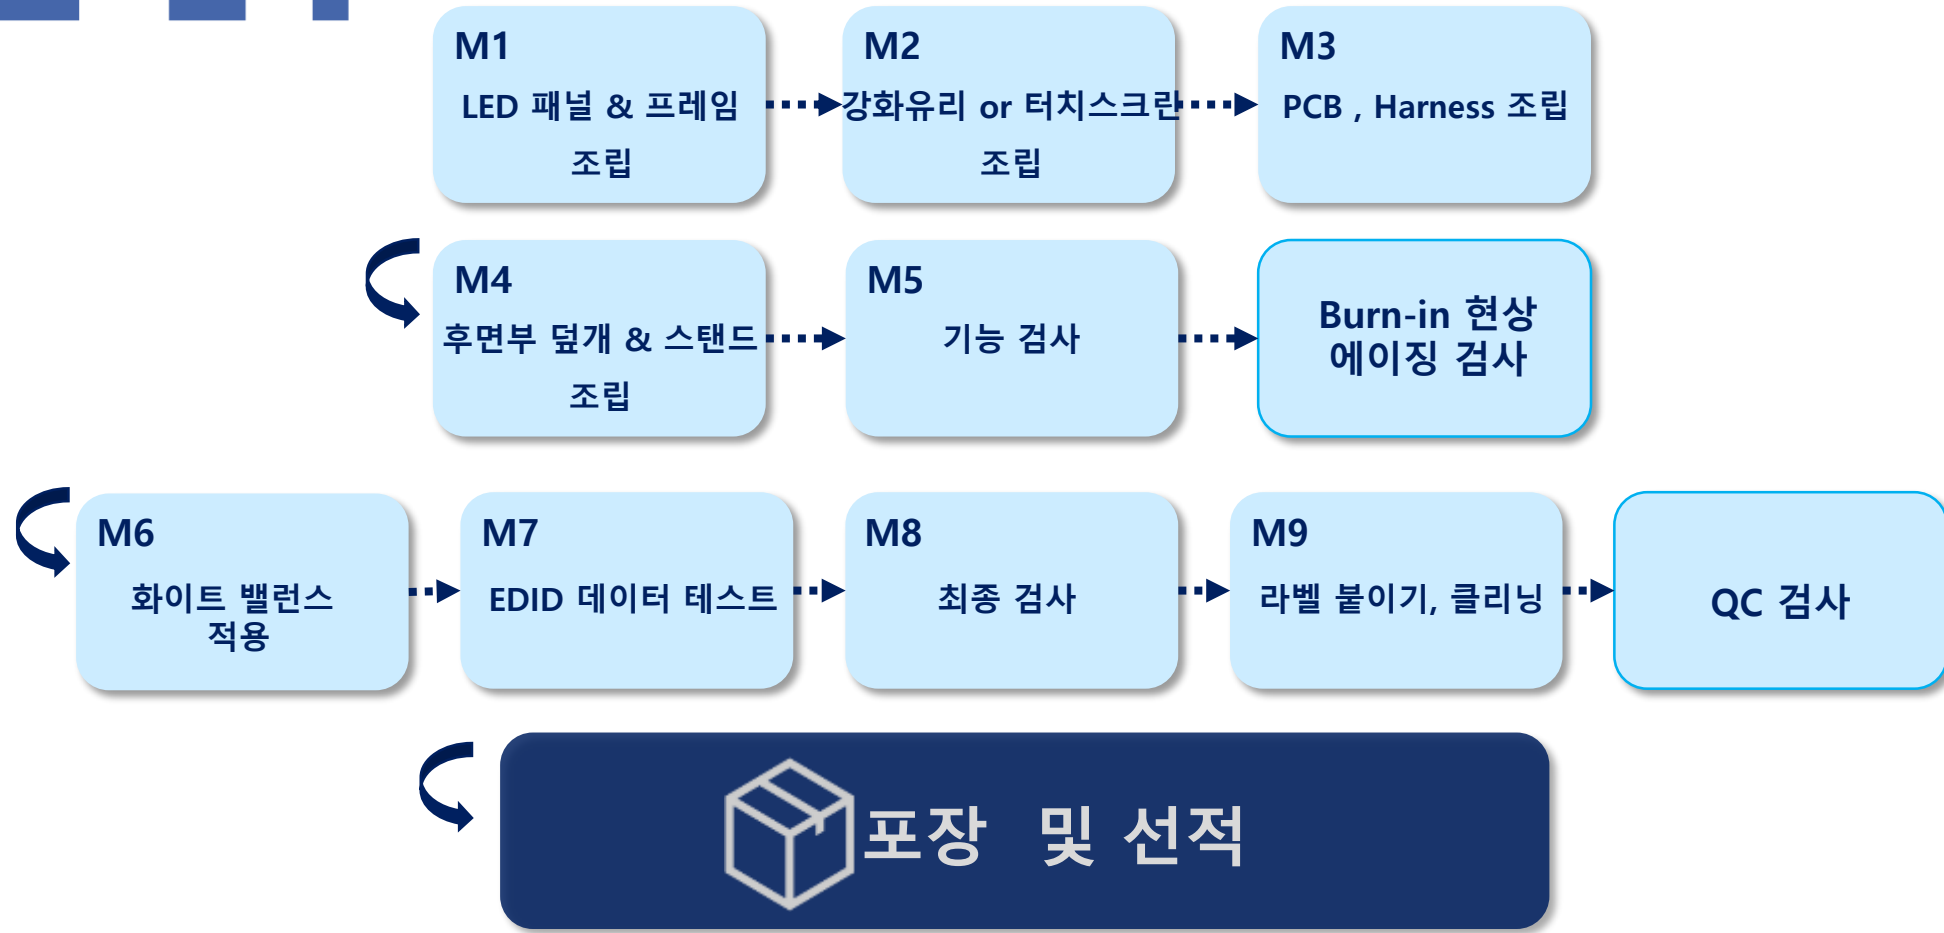 M1
LED 패널 & 프레임
조립
M2
강화유리 or 터치스크란
조립
M3
PCB , Harness 조립
M4
후면부 덮개 & 스탠드
조립
M5
기능 검사
Burn-in 현상
에이징 검사
M6
화이트 밸런스
적용
M7
EDID 데이터 테스트
M8
최종 검사
M9
라벨 붙이기, 클리닝
QC 검사
포장 및 선적